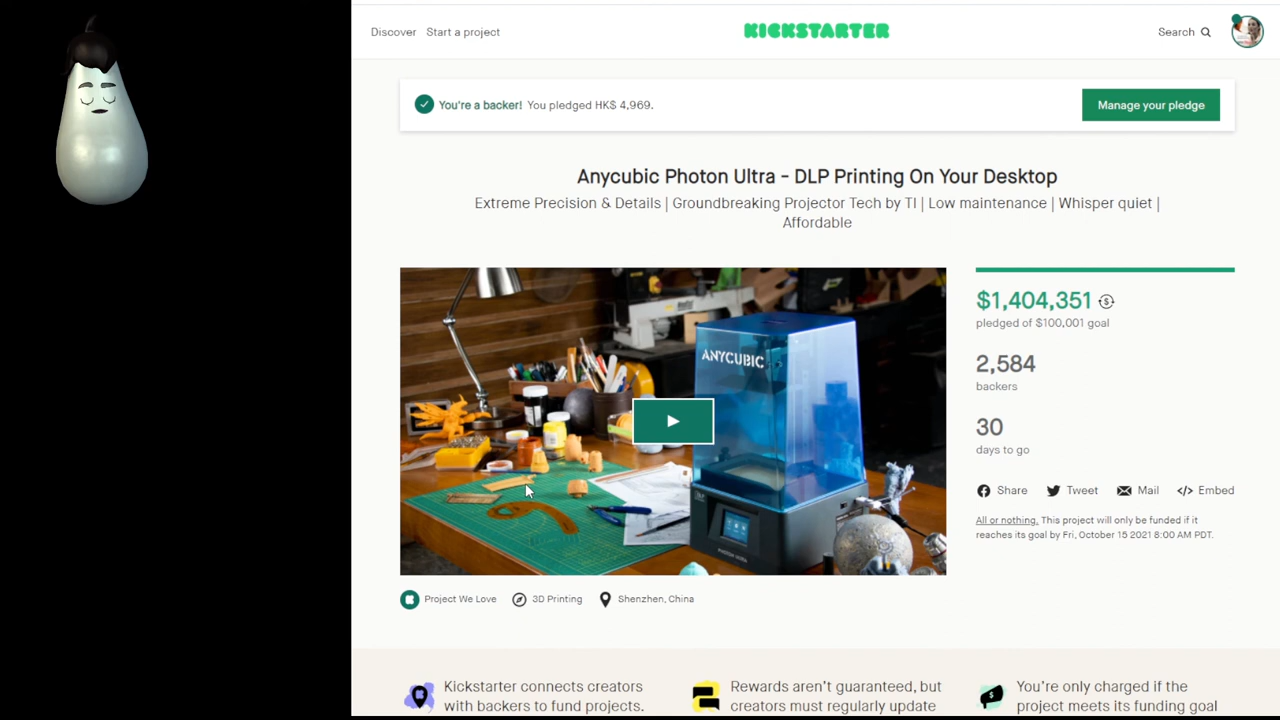 Discover Start a project
KICKSTARTER
Search
You're a backer! You pledged HK$ 4,969.
Manage your pledge
Anycubic Photon Ultra - DLP Printing On Your Desktop
Extreme Precision & Details | Groundbreaking Projector Tech by TI | Low maintenance | Whisper quiet |
Affordable
ANYCUBIC
PHOTON ULTRA
$1,404,351
pledged of $100,001 goal
2,584
backers
30
days to go
Share Tweet Mail </> Embed
All or nothing. This project will only be funded if it
reaches its goal by Fri, October 15 2021 8:00 AM PDT.
Project We Love 3D Printing Shenzhen, China
Kickstarter connects creators
with backers to fund projects.
Rewards aren't guaranteed, but
creators must regularly update
You're only charged if the
project meets its funding goal